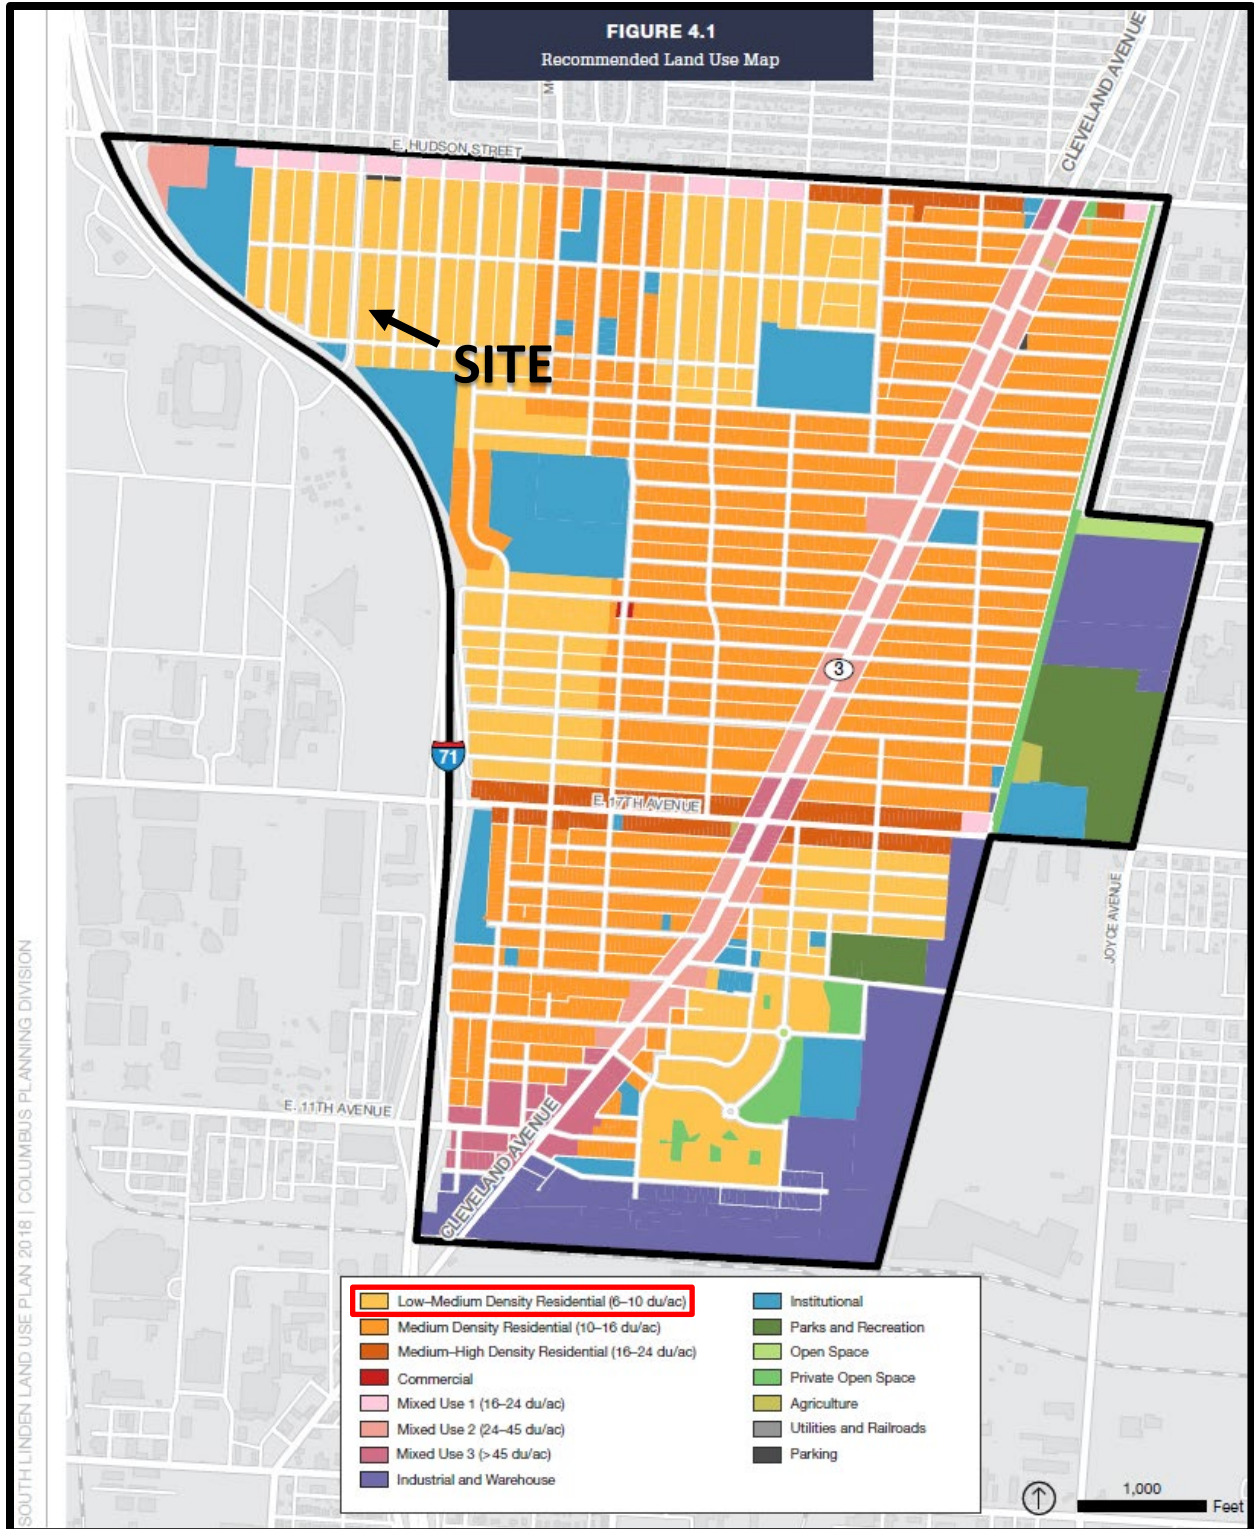 FIGURE 4.1
Recommended Land Use Map
CLEVELAND AVENUE
E. HUDSON STREET
SITE
3
71
E. 17TH AVENUE
JOYCE AVENUE
E. 11TH AVENUE
CLEVELAND AVENUE
Low–Medium Density Residential (6–10 du/ac)
Medium Density Residential (10–16 du/ac)
Medium–High Density Residential (16–24 du/ac)
Commercial
Mixed Use 1 (16–24 du/ac)
Mixed Use 2 (24–45 du/ac)
Mixed Use 3 (>45 du/ac)
Industrial and Warehouse
Institutional
Parks and Recreation
Open Space
Private Open Space
Agriculture
Utilities and Railroads
Parking
1,000
Feet
SOUTH LINDEN LAND USE PLAN 2018 | COLUMBUS PLANNING DIVISION